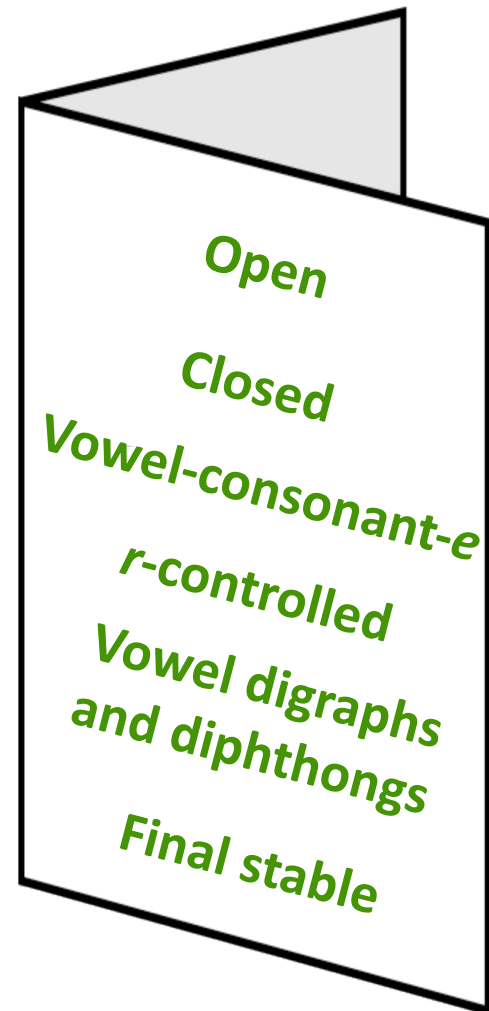 Open
Closed
Vowel-consonant-e
r-controlled
Vowel digraphs
and diphthongs
Final stable